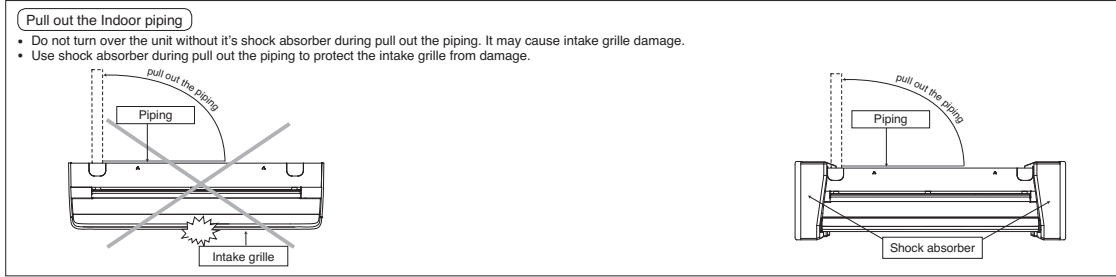 Pull out the Indoor piping
• Do not turn over the unit without it's shock absorber during pull out the piping. It may cause intake grille damage.
• Use shock absorber during pull out the piping to protect the intake grille from damage.
pull out the piping
Piping
Intake grille
pull out the piping
Piping
Shock absorber